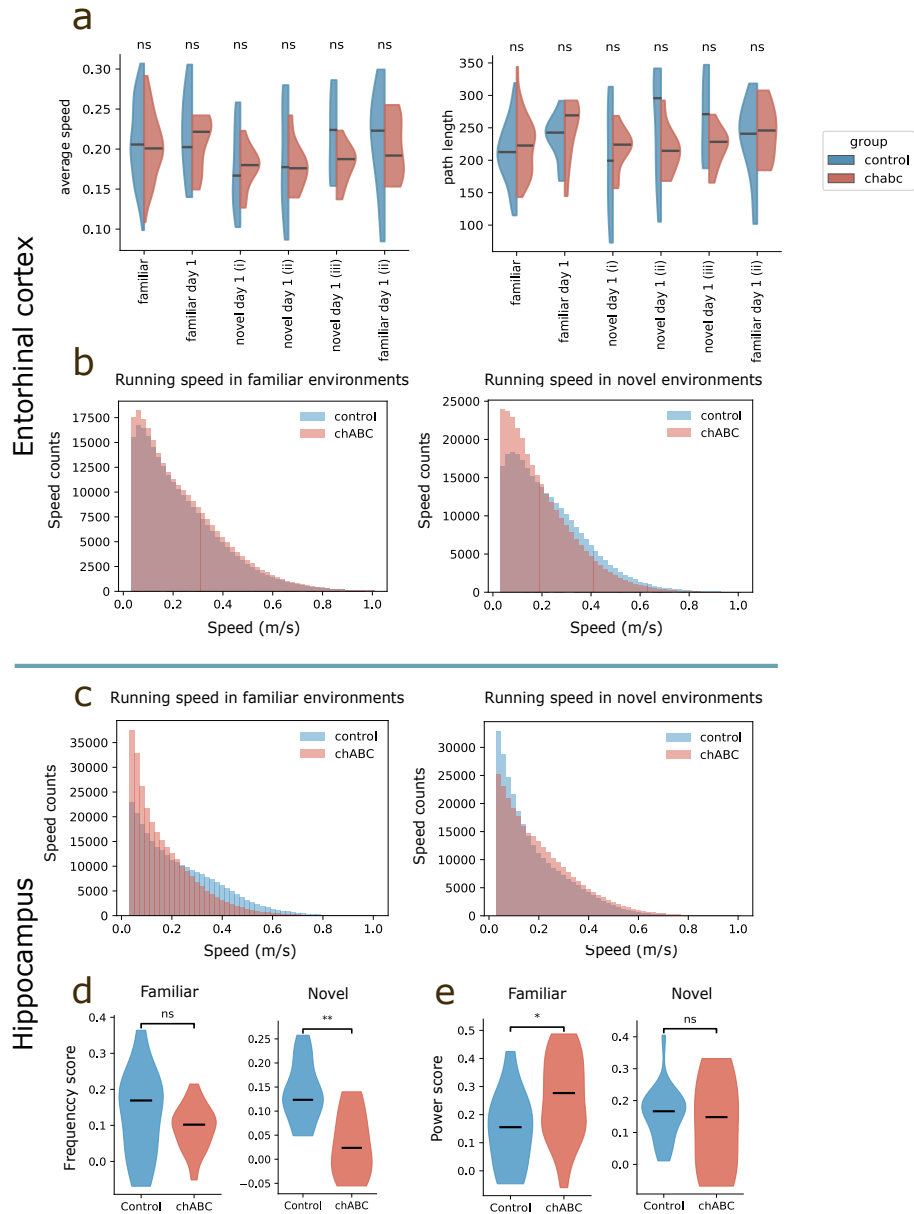 a
ns ns ns ns ns ns
average speed
0.30
0.25
0.20
0.15
0.10
familiar
familiar day 1
novel day 1 (i)
novel day 1 (ii)
novel day 1 (iii)
familiar day 1 (ii)
ns ns ns ns ns ns
path length
350
300
250
200
150
100
familiar
familiar day 1
novel day 1 (i)
novel day 1 (ii)
novel day 1 (iii)
familiar day 1 (ii)
group
control
chabc
Entorhinal cortex
b
Running speed in familiar environments
control
chABC
Speed counts
17500
15000
12500
10000
7500
5000
2500
0
0.0 0.2 0.4 0.6 0.8 1.0
Speed (m/s)
Running speed in novel environments
control
chABC
Speed counts
25000
20000
15000
10000
5000
0
0.0 0.2 0.4 0.6 0.8 1.0
Speed (m/s)
Hippocampus
c
Running speed in familiar environments
control
chABC
Speed counts
35000
30000
25000
20000
15000
10000
5000
0
0.0 0.2 0.4 0.6 0.8 1.0
Speed (m/s)
Running speed in novel environments
control
chABC
Speed counts
30000
25000
20000
15000
10000
5000
0
0.0 0.2 0.4 0.6 0.8 1.0
Speed (m/s)
d
Familiar
ns
Frequenccy score
0.4
0.3
0.2
0.1
0.0
Control chABC
Novel
**
0.25
0.20
0.15
0.10
0.05
0.00
−0.05
Control chABC
e
Familiar
*
Power score
0.5
0.4
0.3
0.2
0.1
0.0
Control chABC
Novel
ns
0.4
0.3
0.2
0.1
0.0
Control chABC